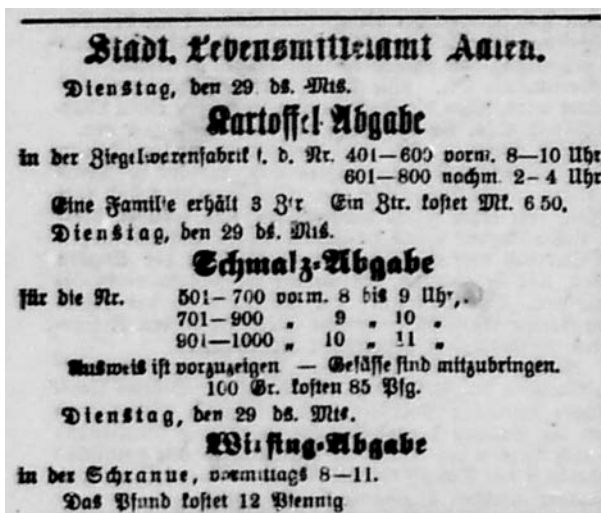 Städt. Lebensmittelamt Aalen.
Dienstag, den 29. ds. Mts.
Kartoffel-Abgabe
in der Ziegelwerenfabrik f. d. Nr. 401—600 vorm. 8—10 Uhr
601—800 nachm. 2—4 Uhr
Eine Familie erhält 3 Ztr. Ein Ztr. kostet Mk. 6.50.
Dienstag, den 29 ds. Mts.
Schmalz-Abgabe
für die Nr. 501—700 vorm. 8 bis 9 Uhr,
701—900 „ 9 „ 10 „
901—1000 „ 10 „ 11 „
Ausweis ist vorzuzeigen — Gefässe sind mitzubringen.
100 Gr. kosten 85 Pfg.
Dienstag, den 29 ds. Mts.
Wirsing-Abgabe
in der Schranne, vormittags 8—11.
Das Pfund kostet 12 Pfennig